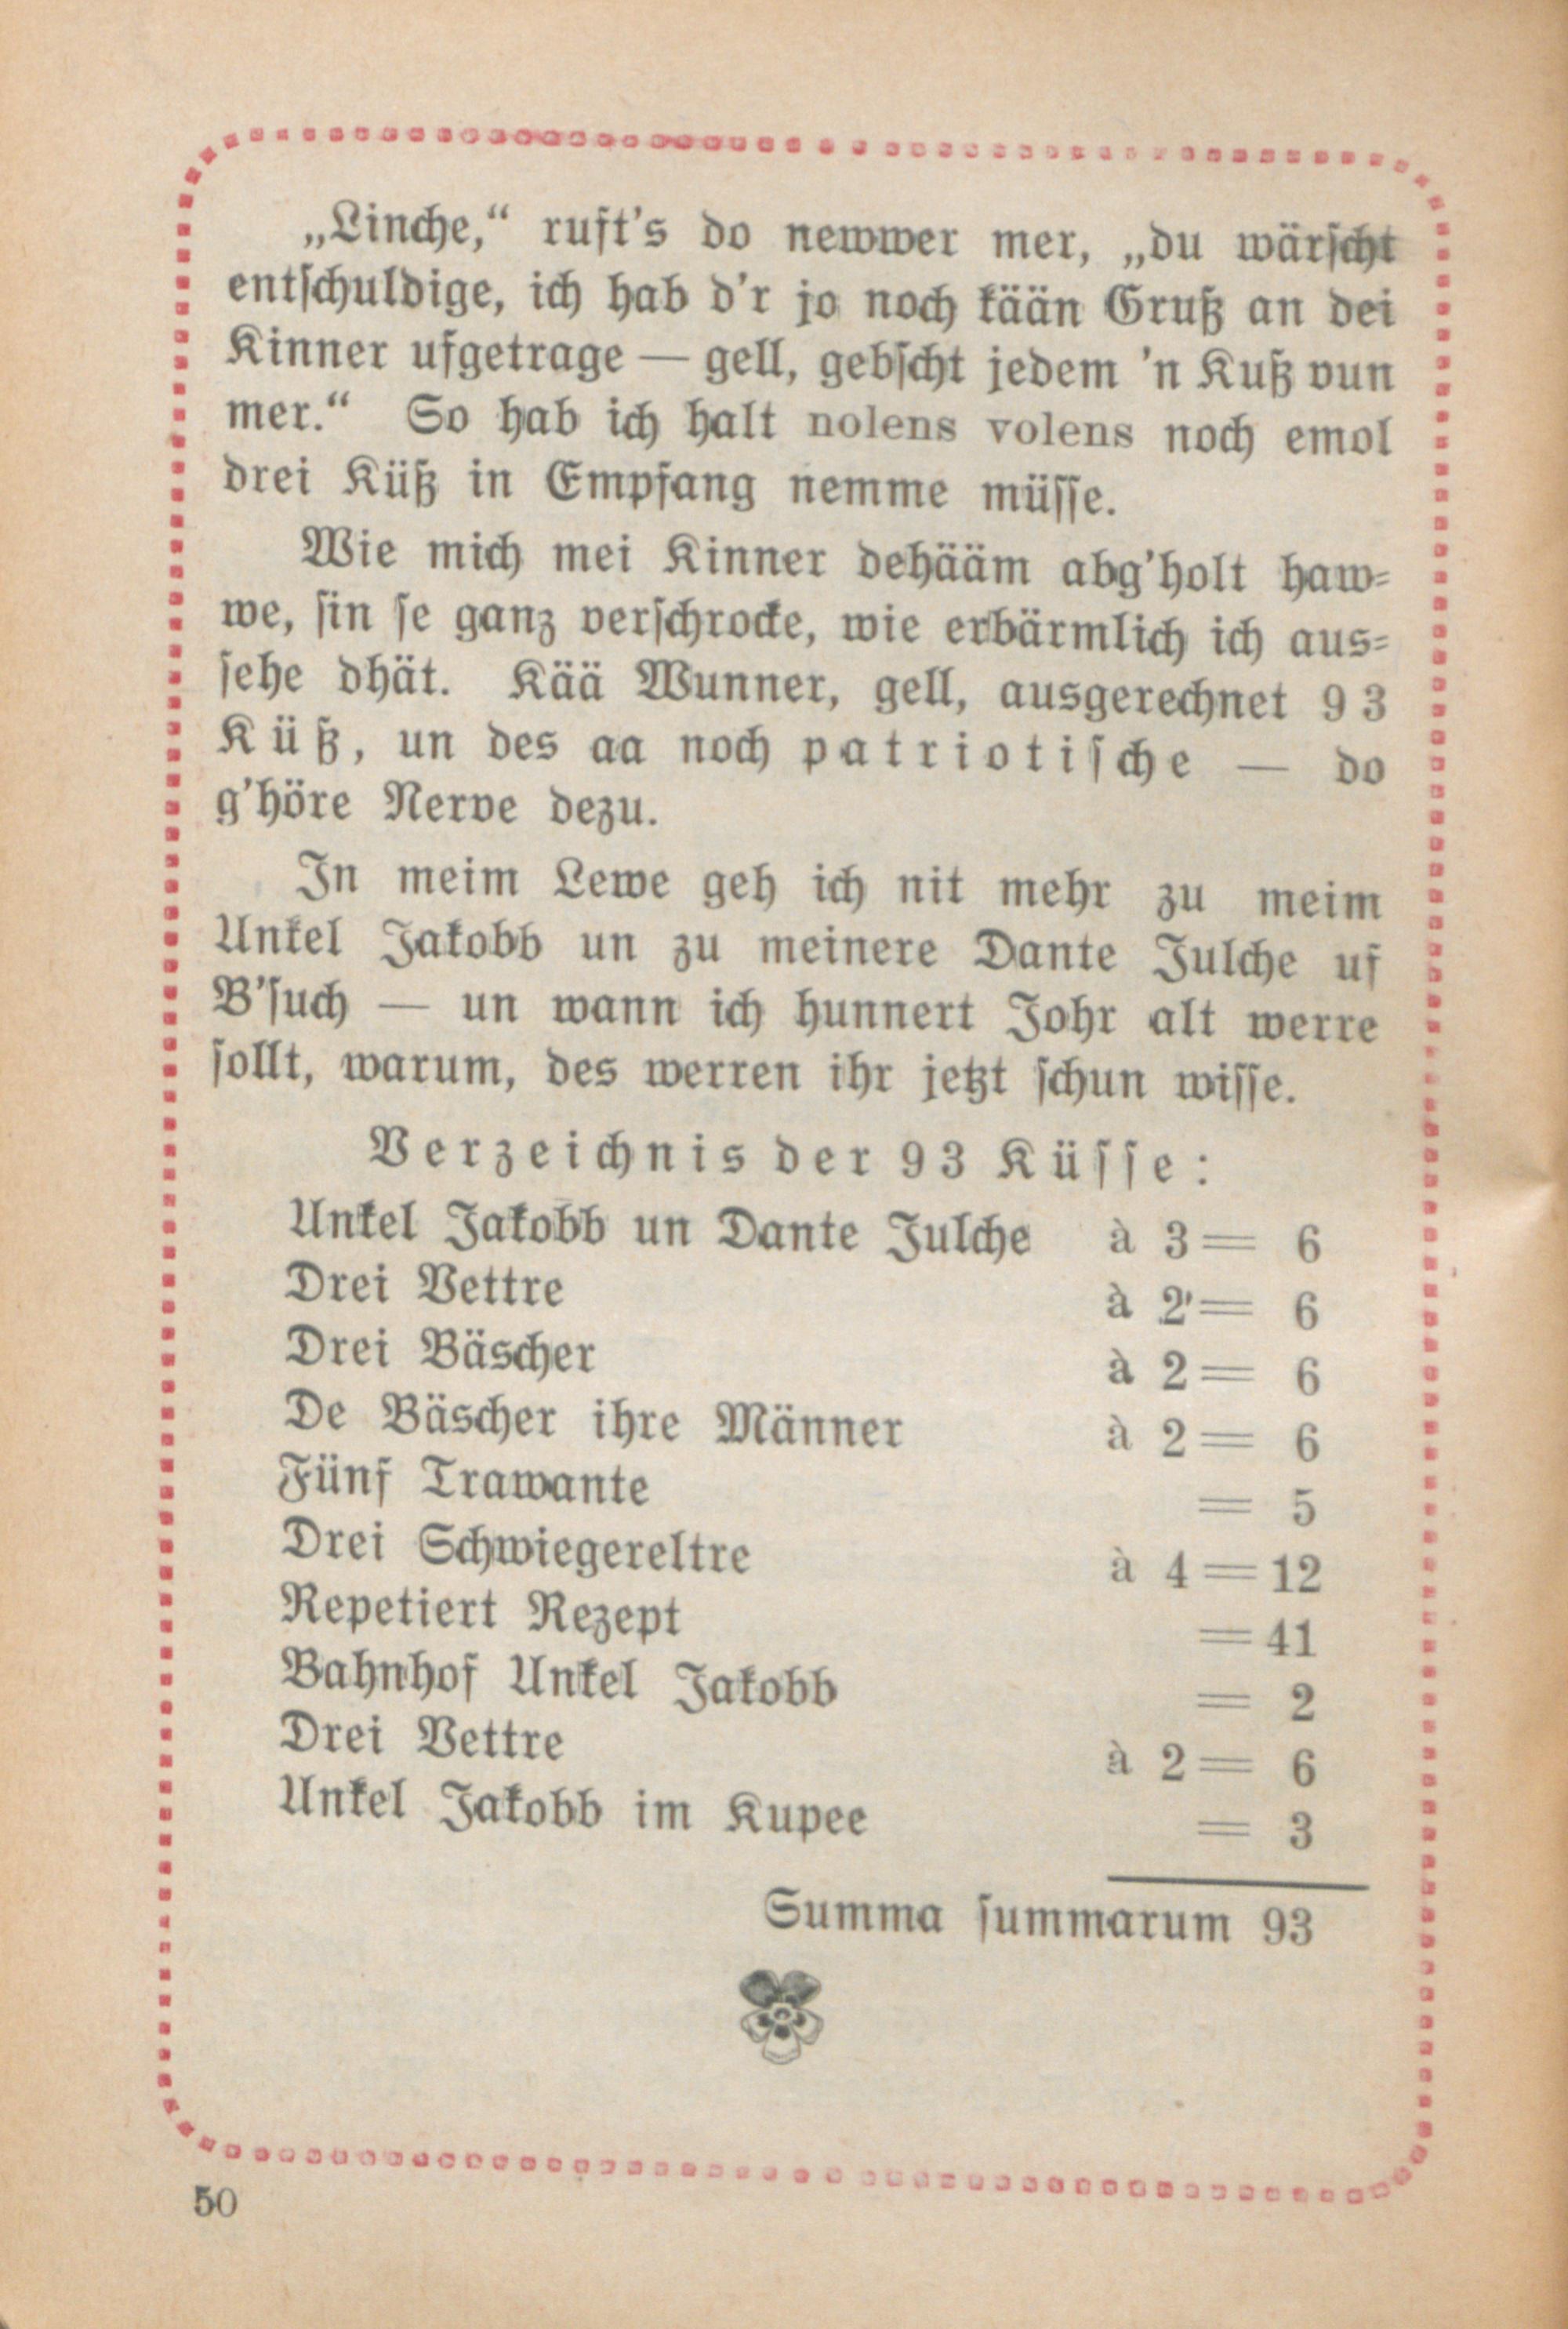 „Linche,“ ruft's do newwer mer, „du wärscht
entschuldige, ich hab d'r jo noch kään Gruß an dei
Kinner ufgetrage — gell, gebscht jedem 'n Kuß vun
mer.“ So hab ich halt nolens volens noch emol
drei Küß in Empfang nemme müsse.
Wie mich mei Kinner dehääm abg'holt haw-
we, sin se ganz verschrocke, wie erbärmlich ich aus-
sehe dhät. Kää Wunner, gell, ausgerechnet 93
Küß, un des aa noch patriotische — do
g'höre Nerve dezu.
In meim Lewe geh ich nit mehr zu meim
Unkel Jakobb un zu meinere Dante Julche uf
B'such — un wann ich hunnert Johr alt werre
sollt, warum, des werren ihr jetzt schun wisse.
Verzeichnis der 93 Küsse:
Unkel Jakobb un Dante Julche à 3 = 6
Drei Vettre à 2 = 6
Drei Bäscher à 2 = 6
De Bäscher ihre Männer à 2 = 6
Fünf Trawante = 5
Drei Schwiegereltre à 4 = 12
Repetiert Rezept = 41
Bahnhof Unkel Jakobb = 2
Drei Vettre à 2 = 6
Unkel Jakobb im Kupee = 3
Summa summarum 93
50